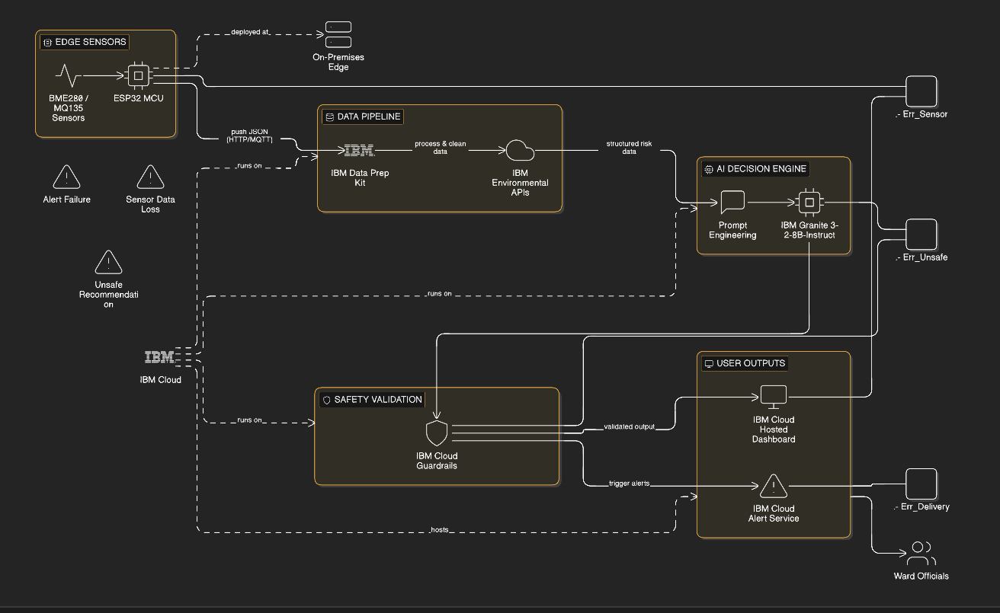 deployed at
EDGE SENSORS
On-Premises
Edge
BME280 /
MQ135
Sensors
ESP32 MCU
.- Err_Sensor
DATA PIPELINE
push JSON
(HTTP/MQTT)
process & clean
data
structured risk
data
IBM
runs on
IBM Data Prep
Kit
IBM
Environmental
APIs
AI DECISION ENGINE
Alert Failure
Sensor Data
Loss
Prompt
Engineering
IBM Granite 3-
2-8B-Instruct
.- Err_Unsafe
Unsafe
Recommendati
on
runs on
IBM
IBM Cloud
USER OUTPUTS
SAFETY VALIDATION
runs on
validated output
IBM Cloud
Hosted
Dashboard
IBM Cloud
Guardrails
trigger alerts
IBM Cloud
Alert Service
.- Err_Delivery
hosts
Ward Officials